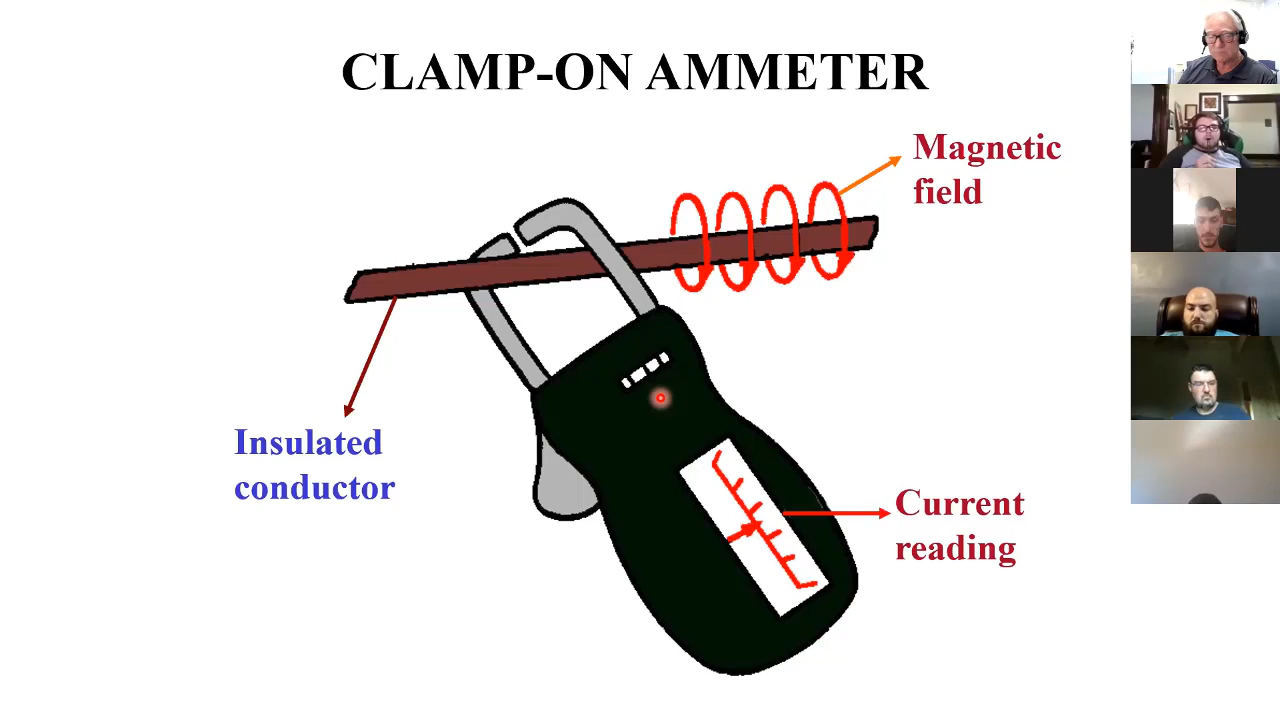 CLAMP-ON AMMETER
Magnetic
field
Insulated
conductor
Current
reading